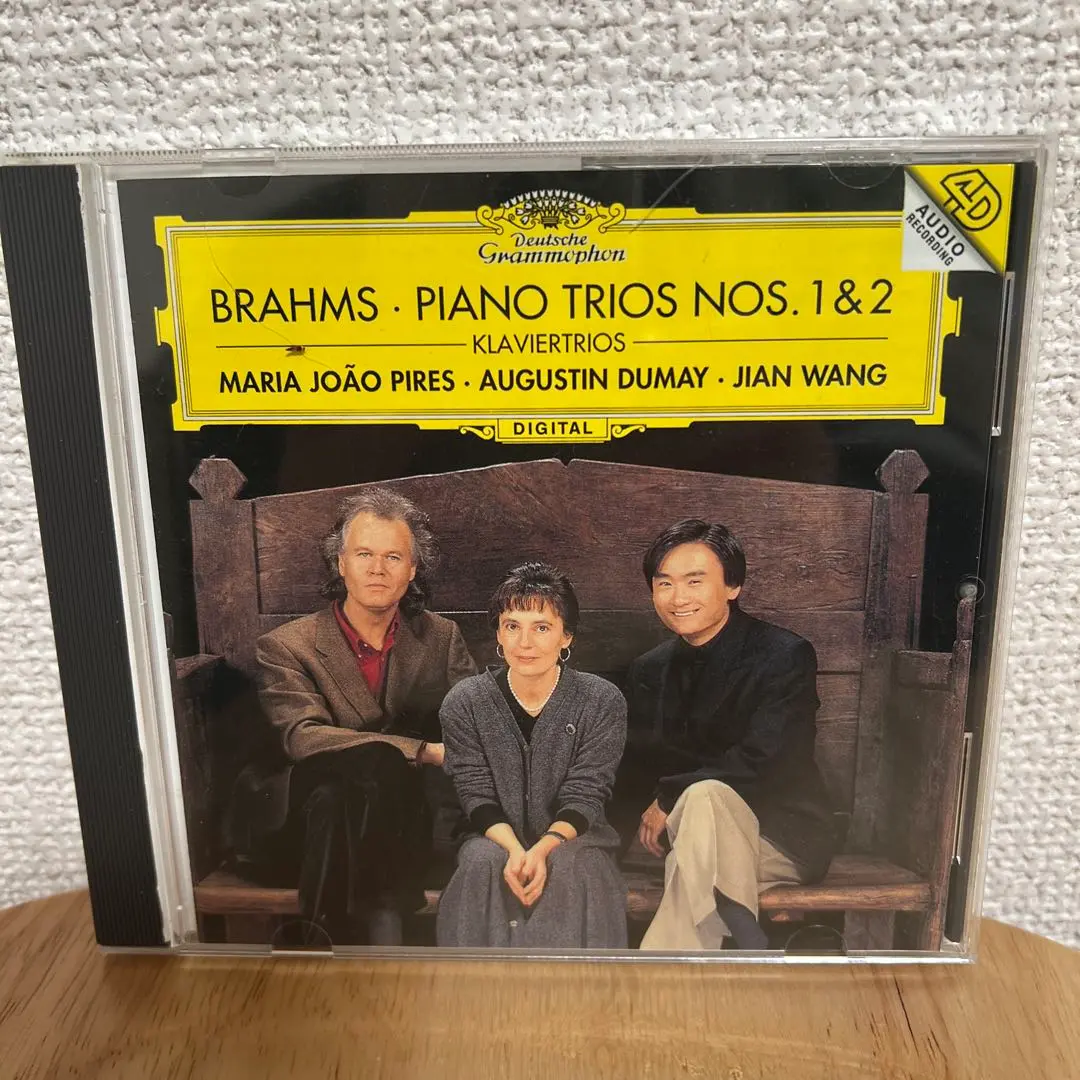 4D
AUDIO
RECORDING
Deutsche
Grammophon
BRAHMS · PIANO TRIOS NOS. 1 & 2
KLAVIERTRIOS
MARIA JOÃO PIRES · AUGUSTIN DUMAY · JIAN WANG
DIGITAL